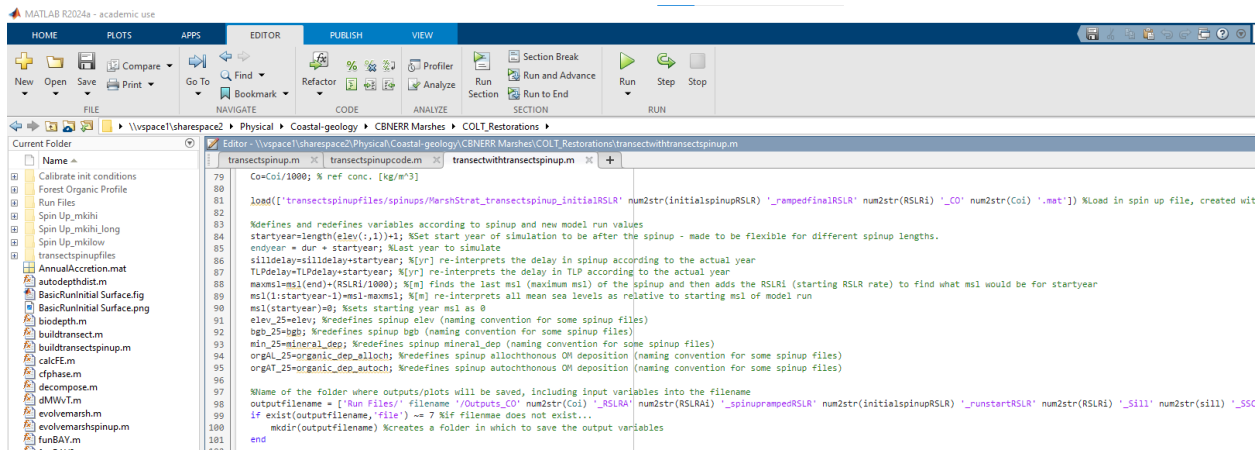 MATLAB R2024a - academic use
HOME PLOTS APPS EDITOR PUBLISH VIEW
New Open Save Compare Print
Go To Find Bookmark
Refactor Profiler Analyze
Run Section Section Break Run and Advance Run to End
Run Step Stop
FILE NAVIGATE CODE ANALYZE SECTION RUN
\\vspace1\sharespace2 Physical Coastal-geology CBNERR Marshes COLT_Restorations
Current Folder
Name
Calibrate init conditions
Forest Organic Profile
Run Files
Spin Up_mkihi
Spin Up_mkihi_long
Spin Up_mkilow
transectspinupfiles
AnnualAccretion.mat
autodepthdist.m
BasicRunInitial Surface.fig
BasicRunInitial Surface.png
biodepth.m
buildtransect.m
buildtransectspinup.m
calcFE.m
cfphase.m
decompose.m
dMWvT.m
evolvemarsh.m
evolvemarshspinup.m
funBAY.m
Editor - \\vspace1\sharespace2\Physical\Coastal-geology\CBNERR Marshes\COLT_Restorations\transectwithtransectspinup.m
transectspinup.m transectspinupcode.m transectwithtransectspinup.m
79 Co=Coi/1000; % ref conc. [kg/m^3]
80
81 load(['transectspinupfiles/spinups/MarshStrat_transectspinup_initialRSLR' num2str(initialspinupRSLR) '_rampedfinalRSLR' num2str(RSLRi) '_CO' num2str(Coi) '.mat']) %Load in spin up file, created wit
82
83 %defines and redefines variables according to spinup and new model run values
84 startyear=length(elev(:,1))+1; %Set start year of simulation to be after the spinup - made to be flexible for different spinup lengths.
85 endyear = dur + startyear; %Last year to simulate
86 silldelay=silldelay+startyear; %[yr] re-interprets the delay in spinup according to the actual year
87 TLPdelay=TLPdelay+startyear; %[yr] re-interprets the delay in TLP according to the actual year
88 maxmsl=msl(end)+(RSLRi/1000); %[m] finds the last msl (maximum msl) of the spinup and then adds the RSLRi (starting RSLR rate) to find what msl would be for startyear
89 msl(1:startyear-1)=msl-maxmsl; %[m] re-interprets all mean sea levels as relative to starting msl of model run
90 msl(startyear)=0; %sets starting year msl as 0
91 elev_25=elev; %redefines spinup elev (naming convention for some spinup files)
92 bgb_25=bgb; %redefines spinup bgb (naming convention for some spinup files)
93 min_25=mineral_dep; %redefines spinup mineral_dep (naming convention for some spinup files)
94 orgAL_25=organic_dep_alloch; %redefines spinup allochthonous OM deposition (naming convention for some spinup files)
95 orgAT_25=organic_dep_autoch; %redefines spinup autochthonous OM deposition (naming convention for some spinup files)
96
97 %Name of the folder where outputs/plots will be saved, including input variables into the filename
98 outputfilename = ['Run Files/' filename '/Outputs_CO' num2str(Coi) '_RSLRA' num2str(RSLRAi) '_spinuprampedRSLR' num2str(initialspinupRSLR) '_runstartRSLR' num2str(RSLRi) '_Sill' num2str(sill) '_SSC
99 if exist(outputfilename,'file') ~= 7 %if filenmae does not exist...
100 mkdir(outputfilename) %creates a folder in which to save the output variables
101 end